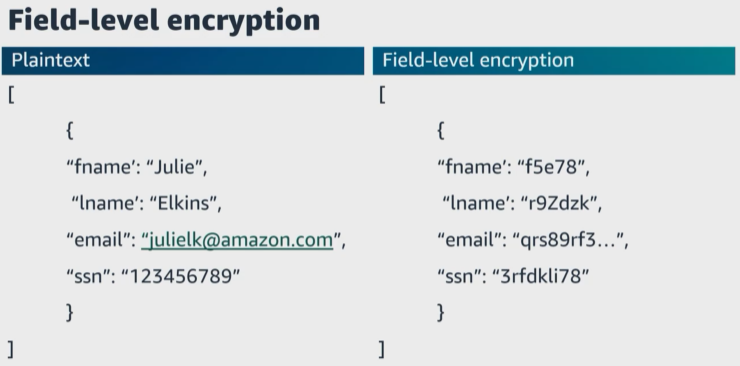 Field-level encryption
Plaintext
[
{
“fname’: “Julie”,
“lname’: “Elkins”,
“email”: “julielk@amazon.com”,
“ssn”: “123456789”
}
]
Field-level encryption
[
{
“fname’: “f5e78”,
“lname’: “r9Zdzk”,
“email”: “qrs89rf3…”,
“ssn”: “3rfdkli78”
}
]